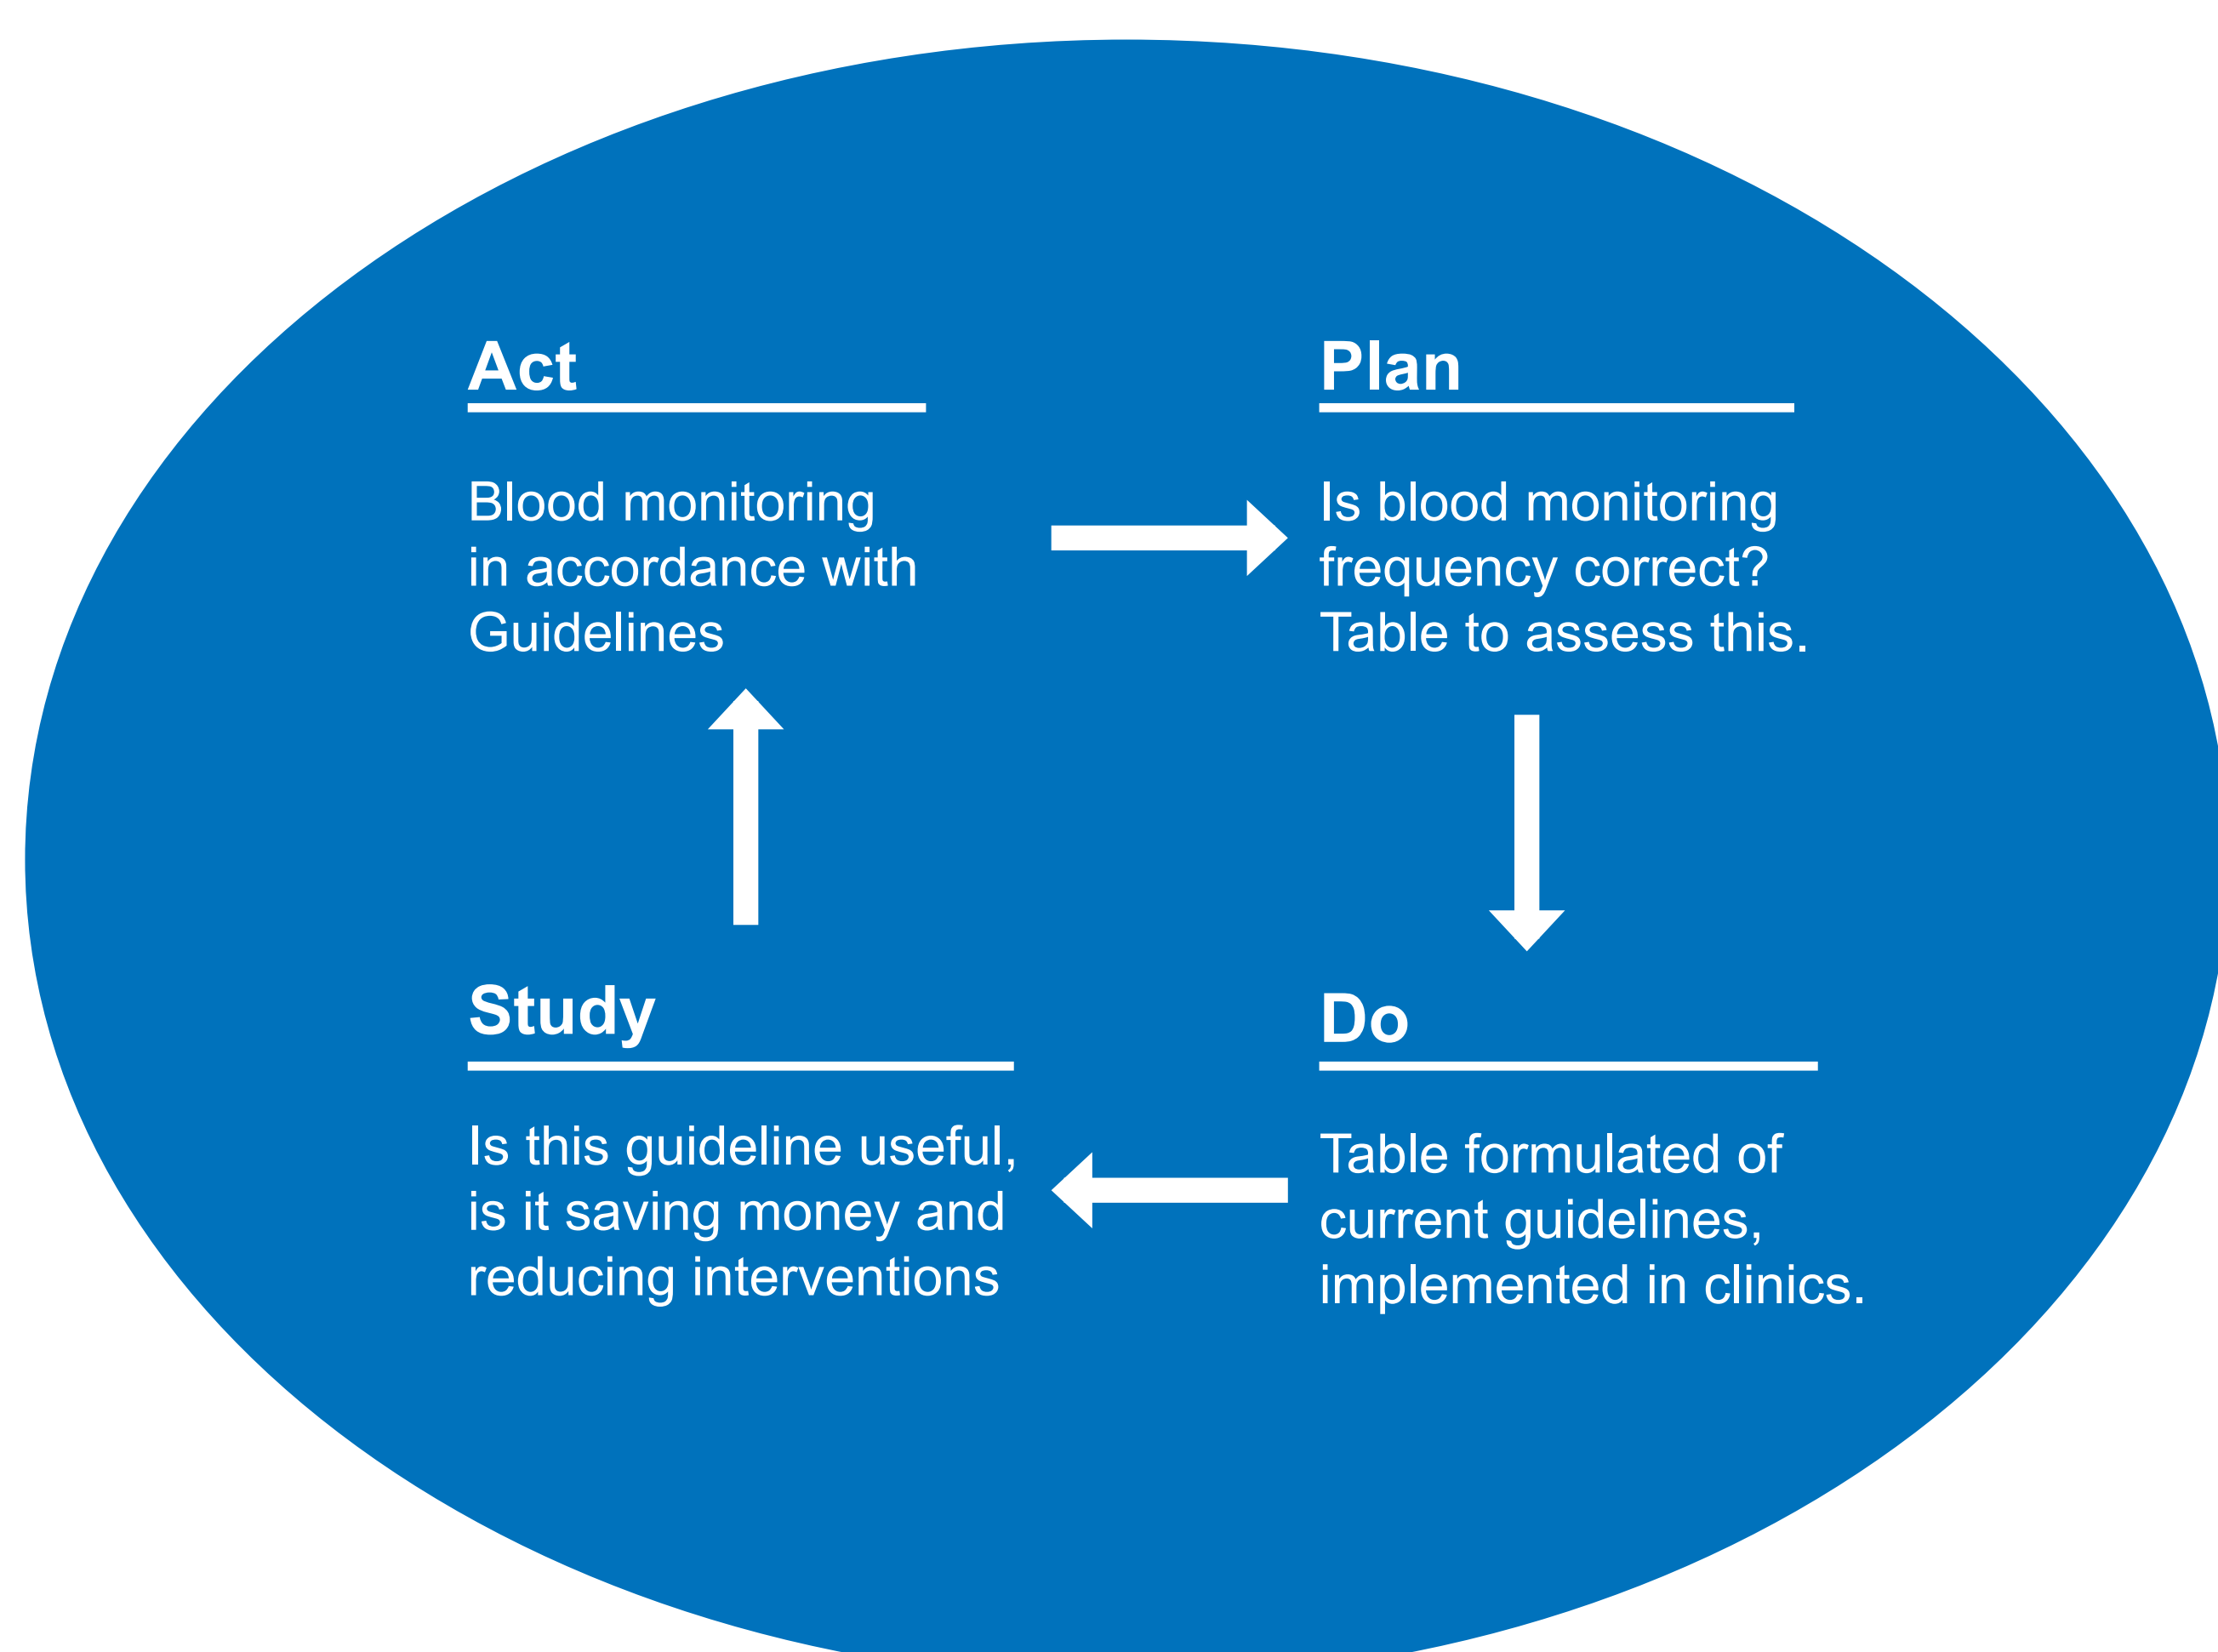 Act
Blood monitoring
in accordance with
Guidelines
Plan
Is blood monitoring
frequency correct?
Table to assess this.
Study
Is this guideline useful,
is it saving money and
reducing interventions
Do
Table formulated of
current guidelines,
implemented in clinics.